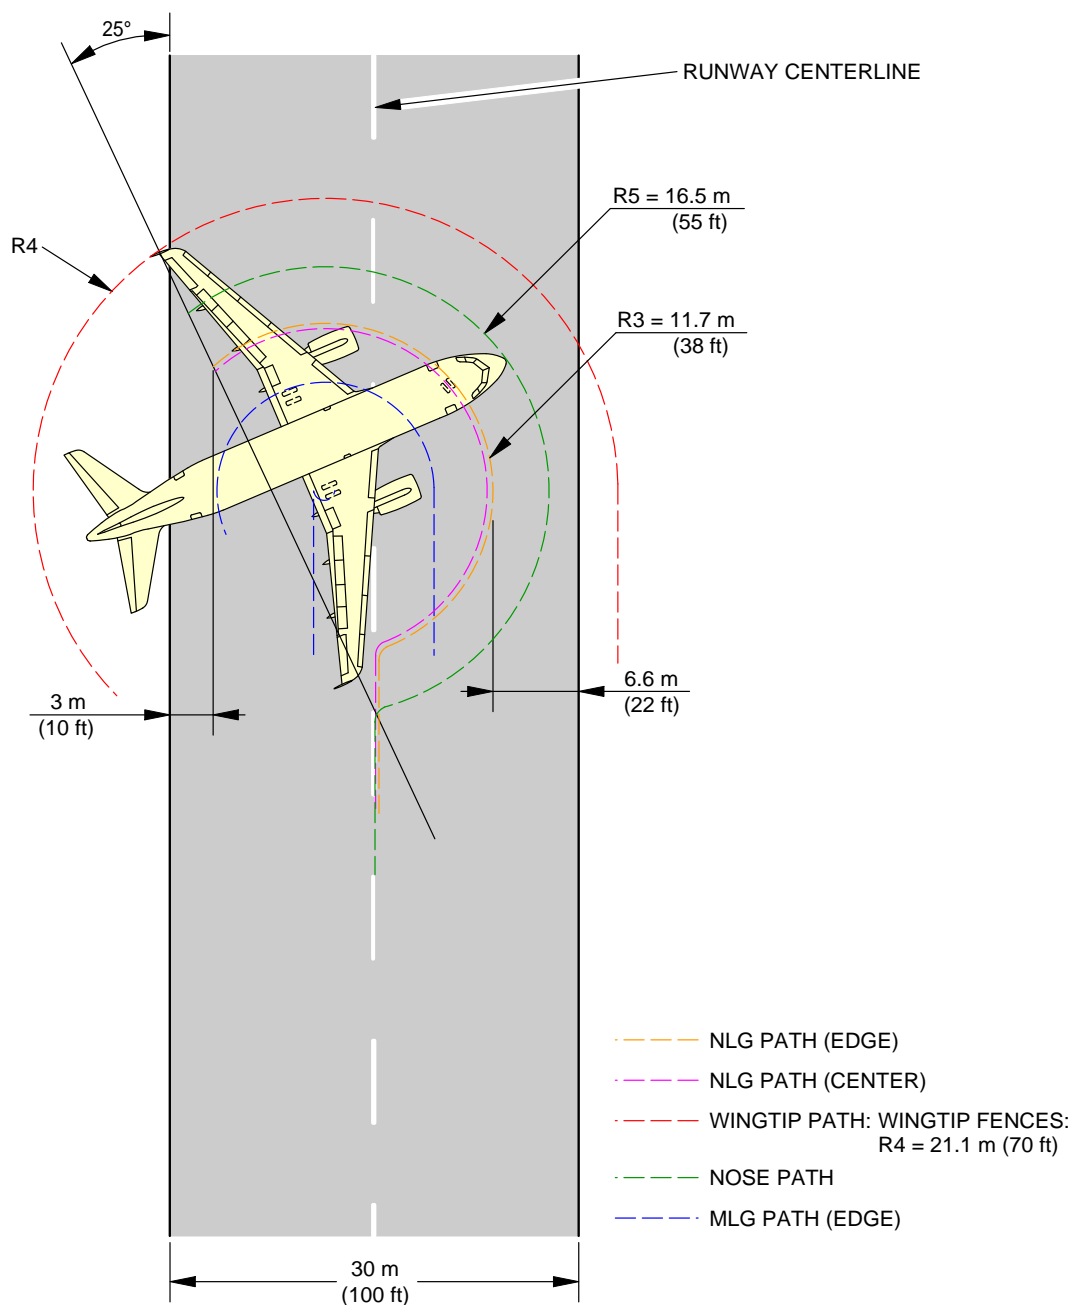 25°
RUNWAY CENTERLINE
R5 = 16.5 m
(55 ft)
R4
R3 = 11.7 m
(38 ft)
3 m
(10 ft)
6.6 m
(22 ft)
NLG PATH (EDGE)
NLG PATH (CENTER)
WINGTIP PATH: WINGTIP FENCES:
R4 = 21.1 m (70 ft)
NOSE PATH
MLG PATH (EDGE)
30 m
(100 ft)